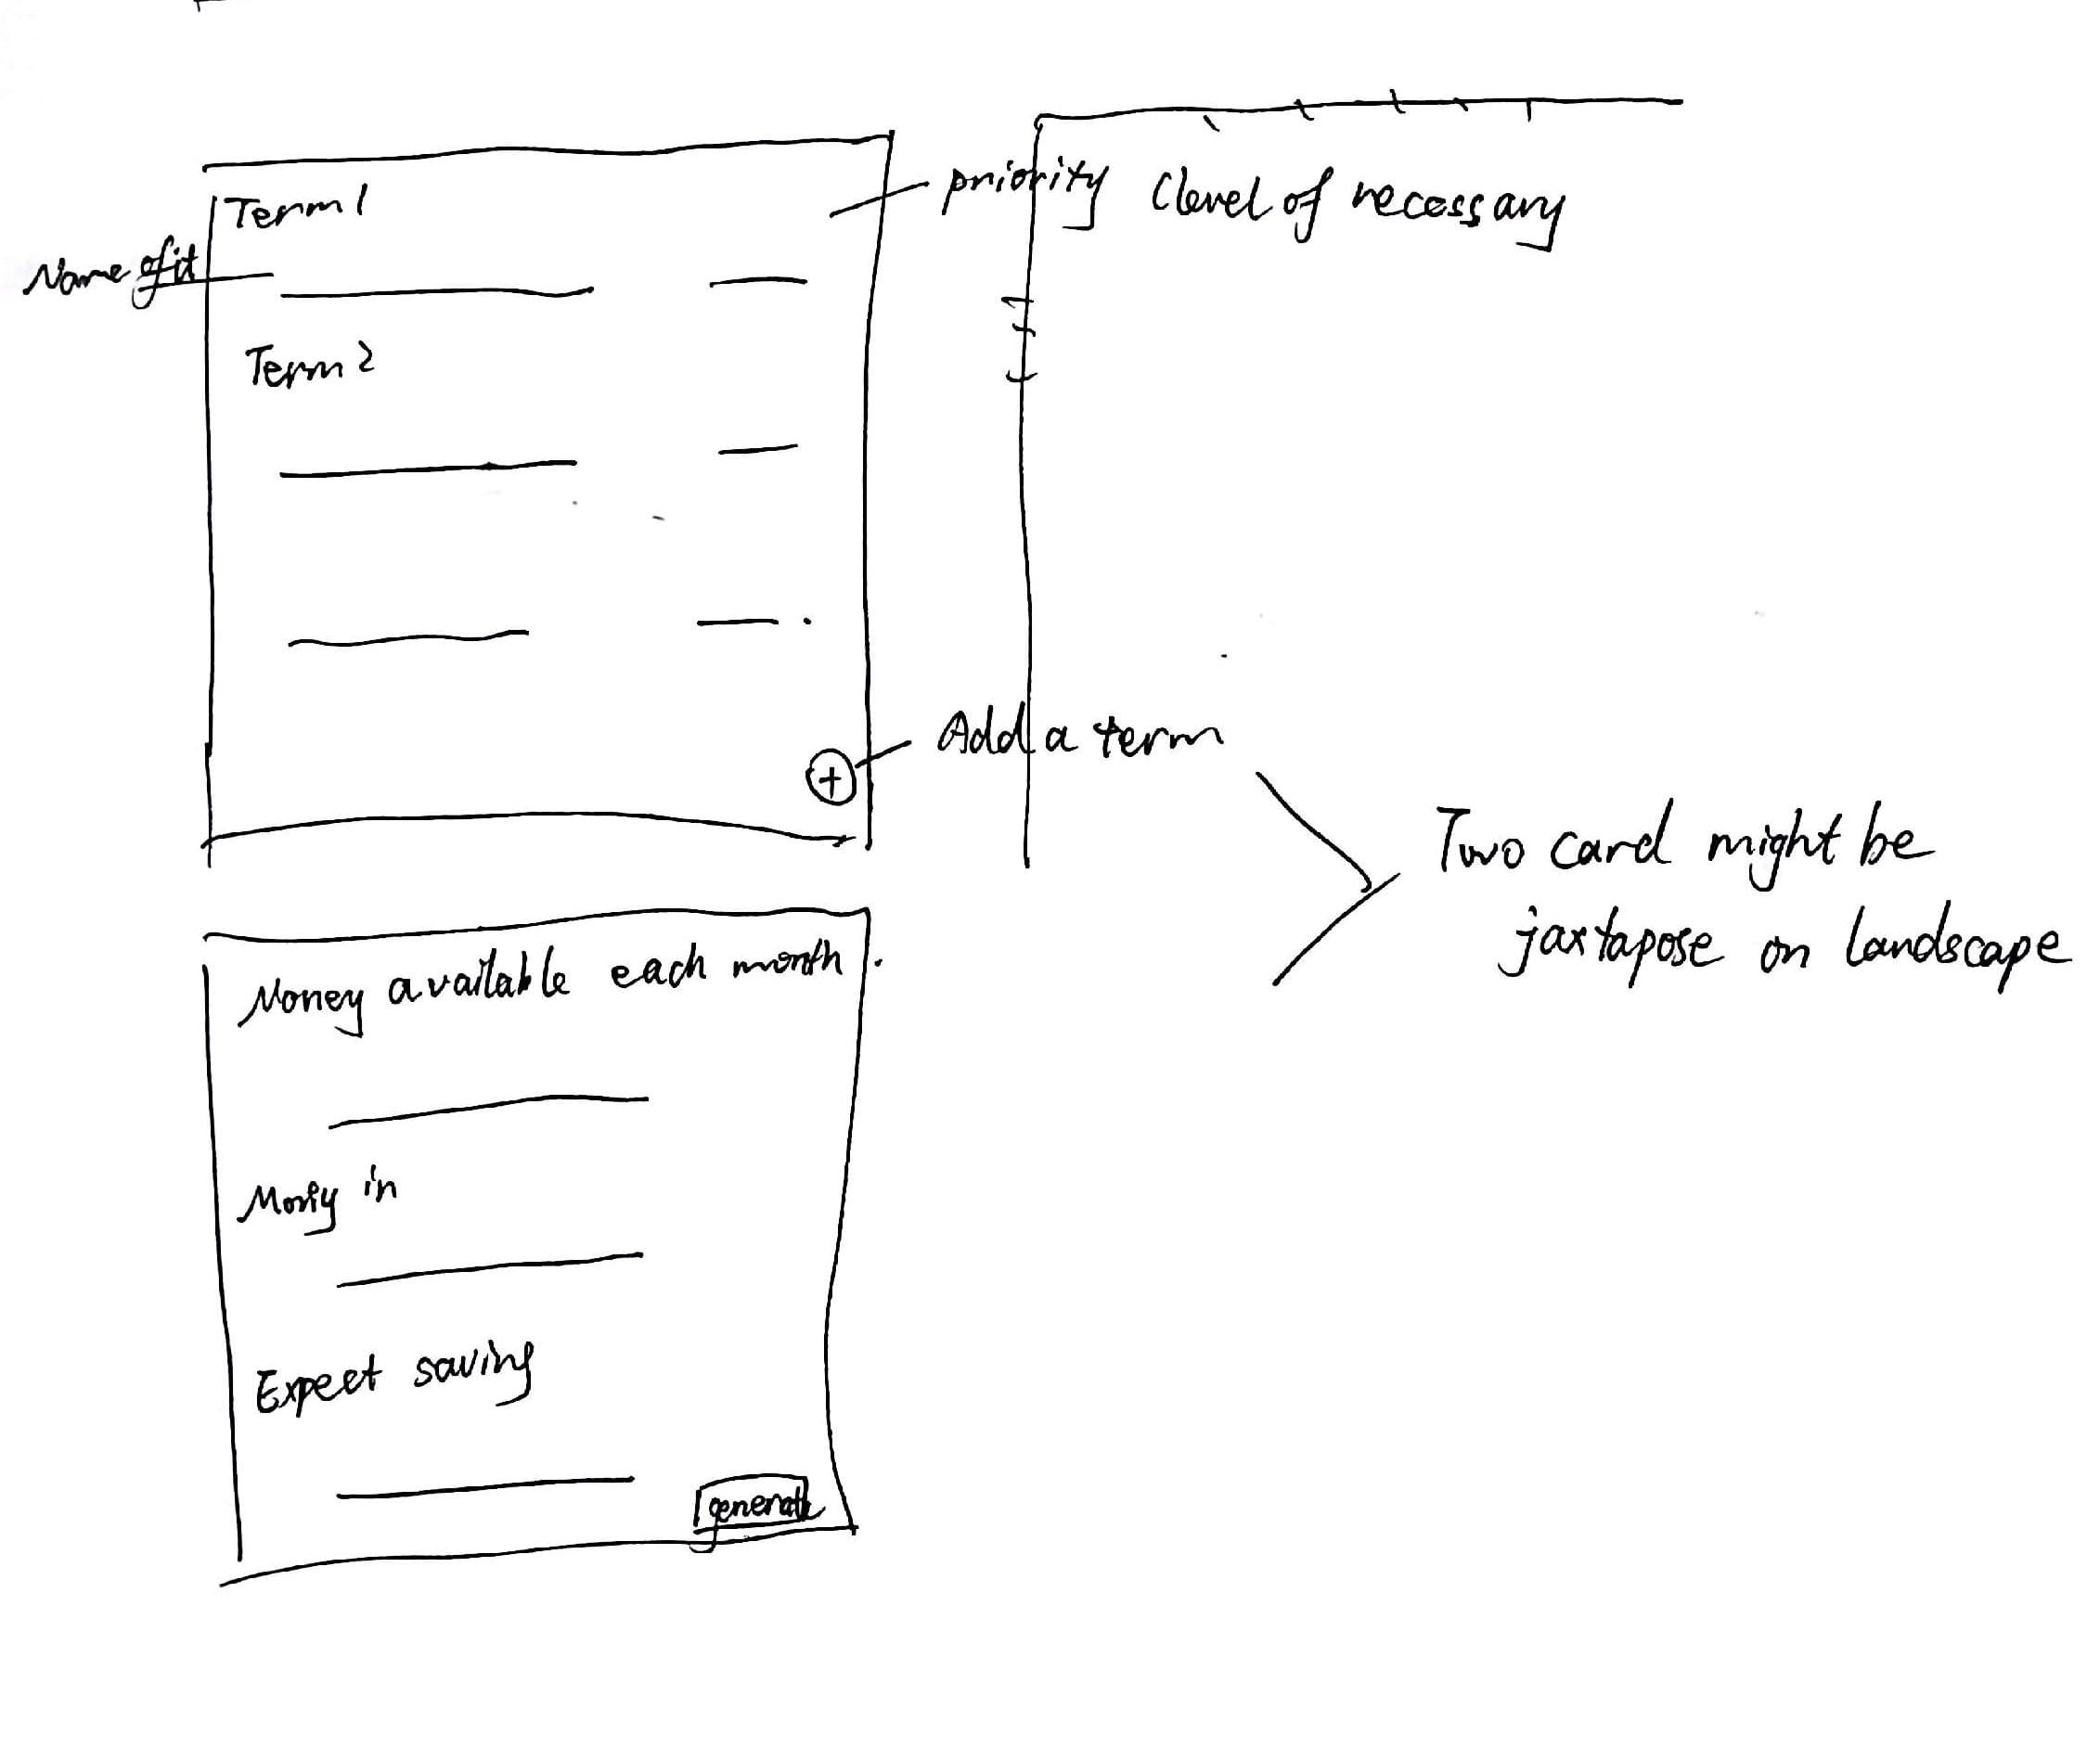 Term 1
priority (level of necessary
Name of it
Term 2
Add a term
Two card might be
jaxtapose on landscape
Money available each month.
Money in
Expect saving
generate